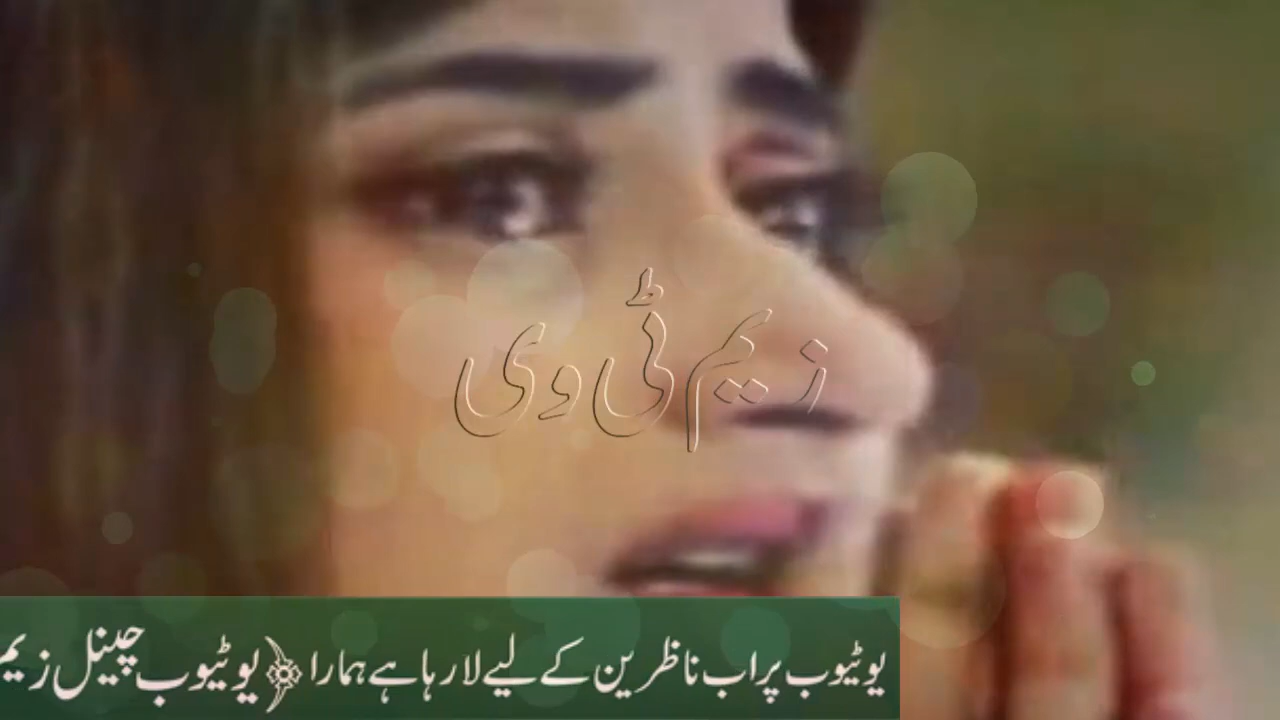 زیم ٹی وی
یوٹیوب پر اب ناظرین کے لیے لا رہا ہے ہمارا ﴿یوٹیوب چینل زیم